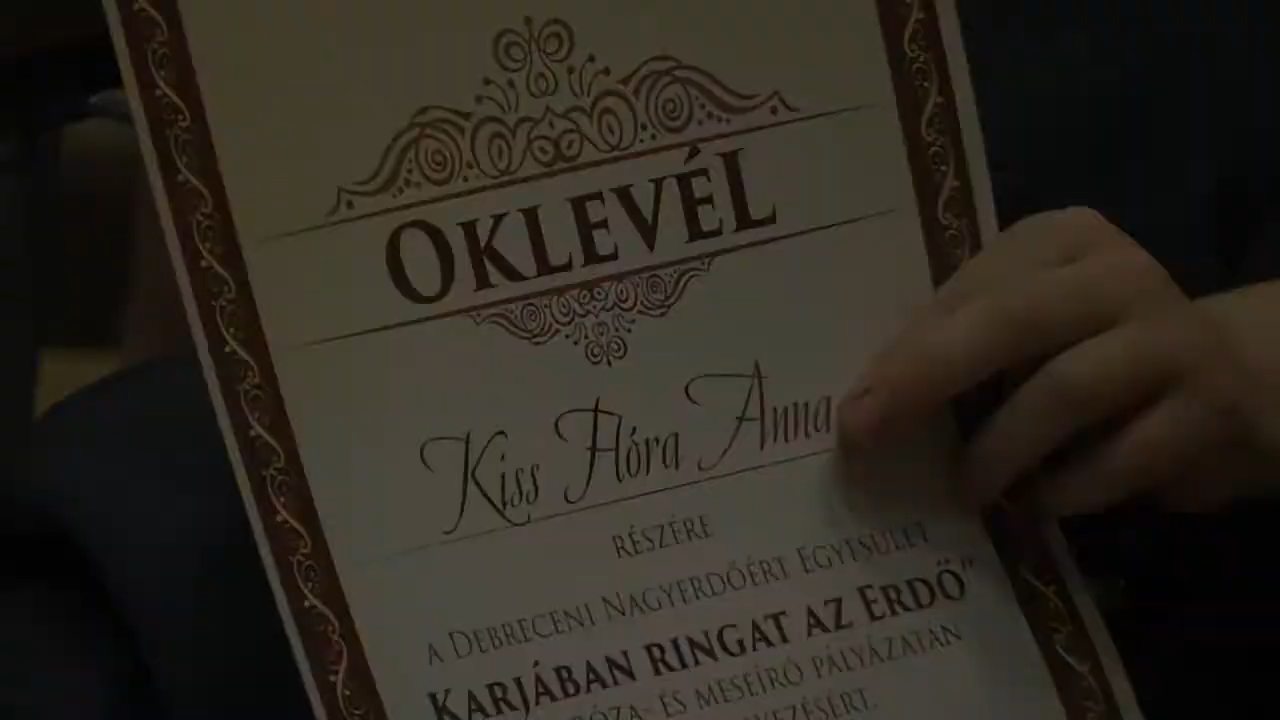 OKLEVÉL
Kiss Flóra Anna
RÉSZÉRE
A DEBRECENI NAGYERDŐÉRT EGYESÜLET
KARJÁBAN RINGAT AZ ERDŐ”
ÉS MESEÍRÓ PÁLYÁZATÁN